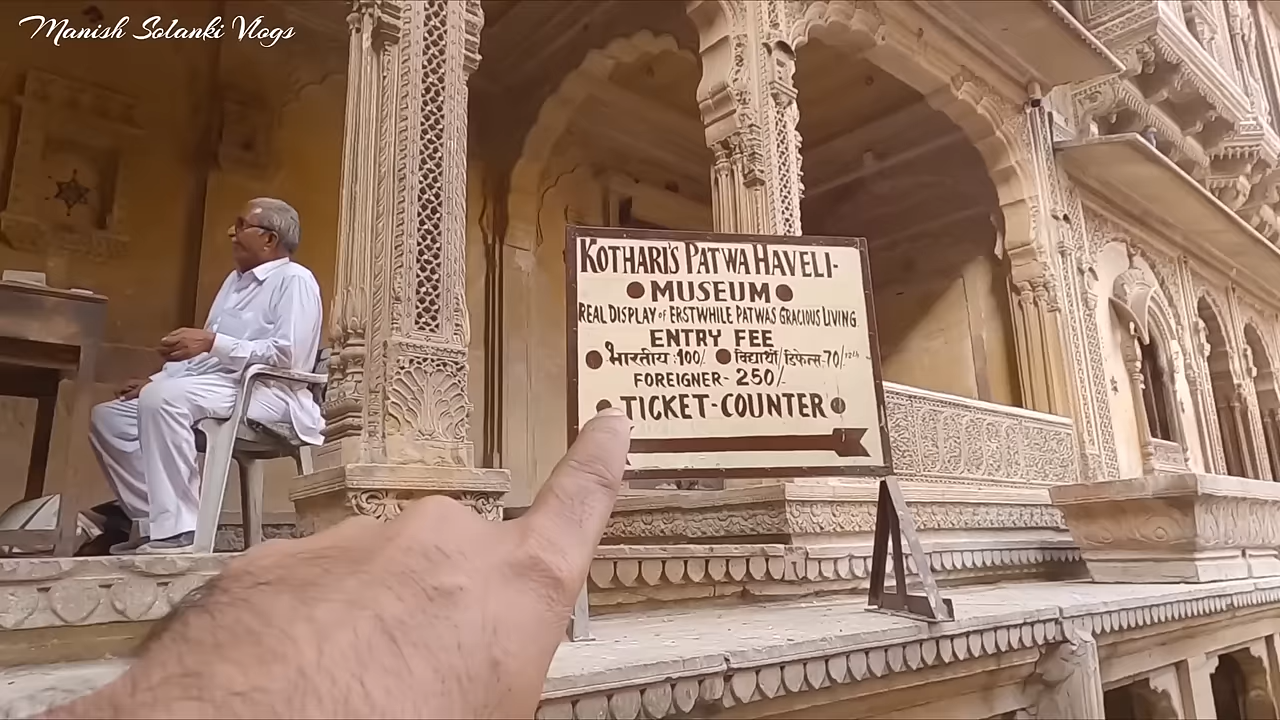 Manish Solanki Vlogs
KOTHARI'S PATWA HAVELI-
MUSEUM
REAL DISPLAY of ERSTWHILE PATWAS GRACIOUS LIVING
ENTRY FEE
भारतीय :100/. विद्यार्थी/डिफेन्स-70/
FOREIGNER- 250/-
TICKET-COUNTER